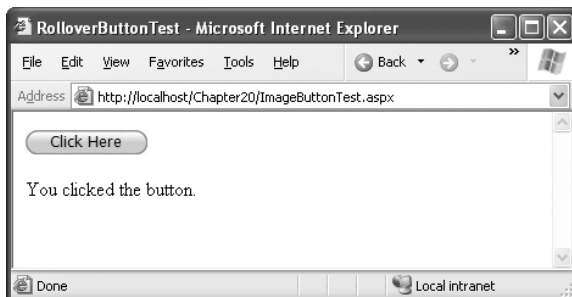 RolloverButtonTest - Microsoft Internet Explorer
File Edit View Favorites Tools Help Back »
Address http://localhost/Chapter20/ImageButtonTest.aspx
Click Here
You clicked the button.
Done Local intranet